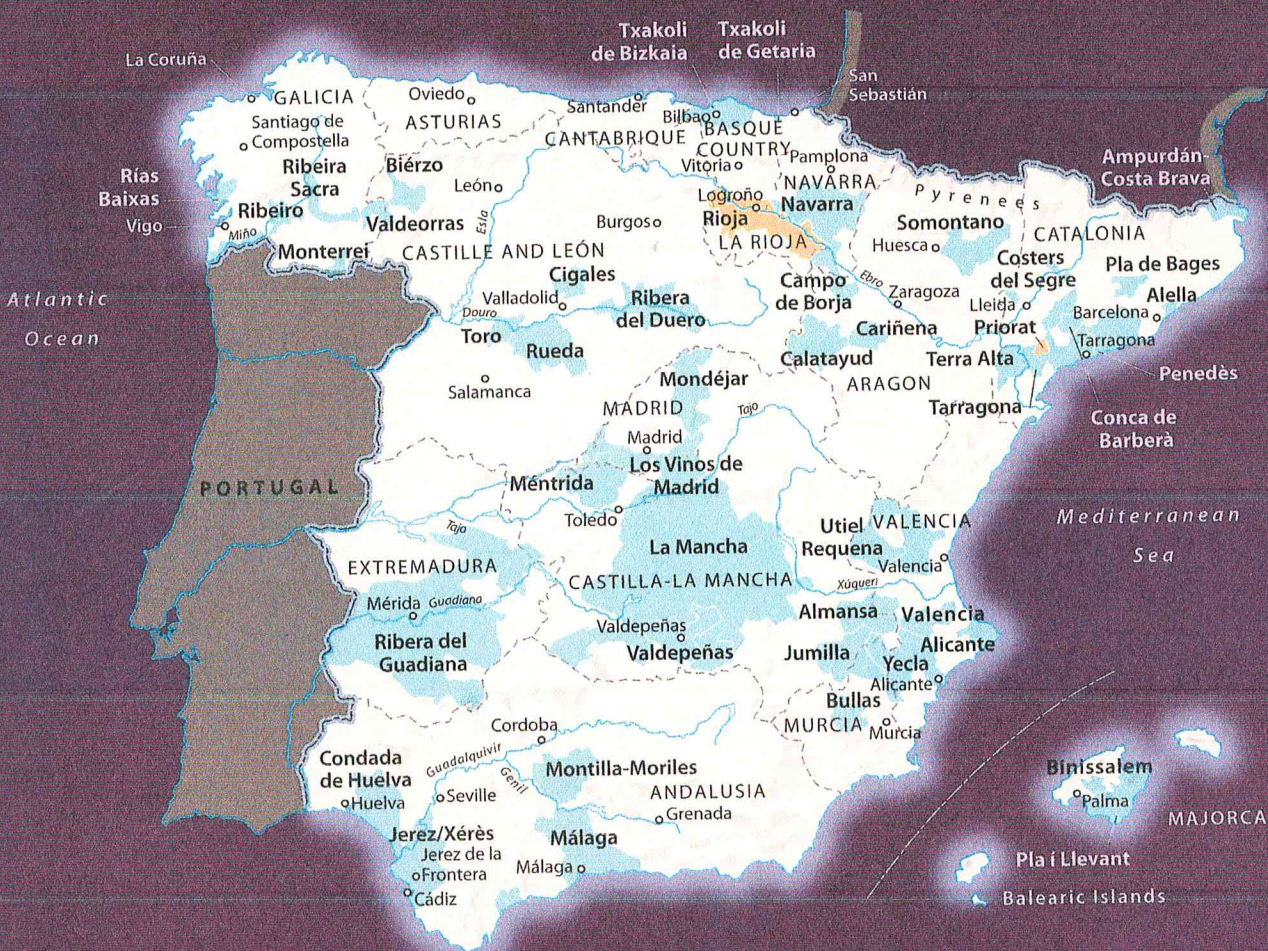 Txakoli
de Bizkaia
Txakoli
de Getaria
La Coruña
San
Sebastián
GALICIA
Oviedo
ASTURIAS
Santander
CANTABRIQUE
Bilbao
BASQUE
COUNTRY
Vitoria
Pamplona
Santiago de
Compostella
Ribeira
Sacra
Biérzo
León
Esla
Burgos
Logroño
Rioja
LA RIOJA
NAVARRA
Navarra
Pyrenees
Ampurdán-
Costa Brava
Rías
Baixas
Vigo
Miño
Ribeiro
Valdeorras
Monterrei
CASTILLE AND LEÓN
Somontano
Huesca
CATALONIA
Costers
del Segre
Pla de Bages
Alella
Atlantic
Ocean
Cigales
Valladolid
Douro
Ribera
del Duero
Campo
de Borja
Ebro
Zaragoza
Lleida
Barcelona
Toro
Rueda
Cariñena
Priorat
Tarragona
Calatayud
Terra Alta
Penedès
Salamanca
Mondéjar
ARAGON
MADRID
Tajo
Tarragona
Conca de
Barberà
Madrid
Los Vinos de
Madrid
Méntrida
PORTUGAL
Toledo
Tajo
Mediterranean
Sea
Utiel
Requena
VALENCIA
Valencia
La Mancha
EXTREMADURA
CASTILLA-LA MANCHA
Xúqueri
Mérida
Guadiana
Almansa
Valencia
Valdepeñas
Valdepeñas
Ribera del
Guadiana
Jumilla
Yecla
Alicante
Alicante
Bullas
MURCIA
Murcia
Cordoba
Guadalquivir
Genil
Condada
de Huelva
Huelva
Seville
Montilla-Moriles
ANDALUSIA
Grenada
Binissalem
Palma
MAJORCA
Jerez/Xérès
Jerez de la
Frontera
Málaga
Málaga
Cádiz
Pla í Llevant
Balearic Islands